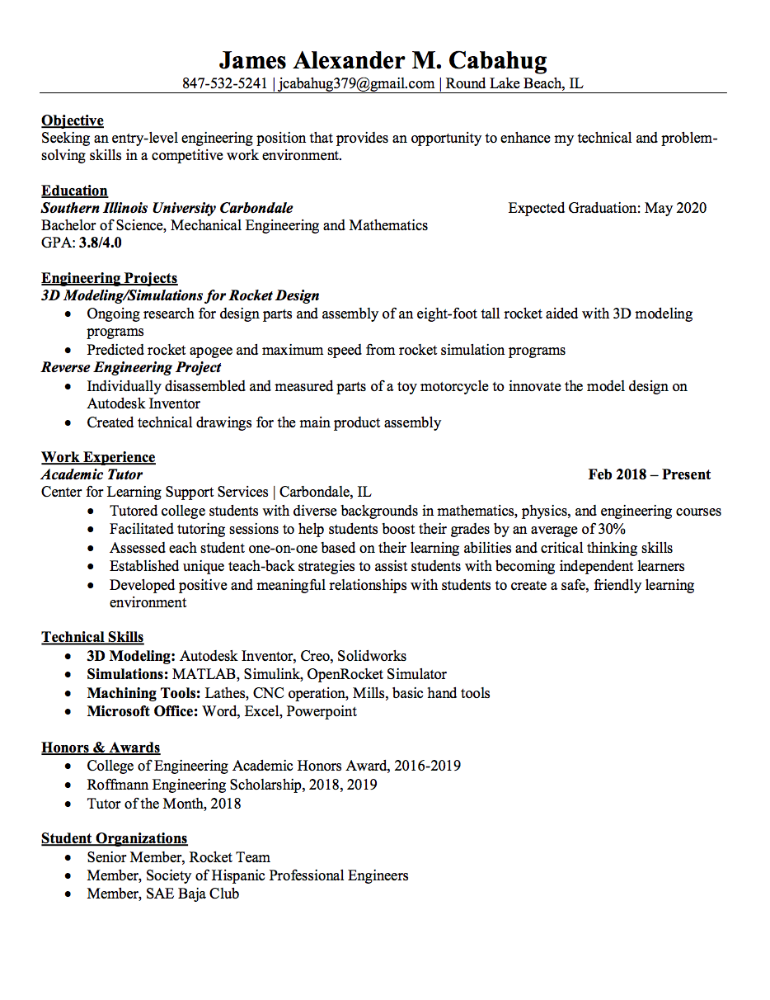 James Alexander M. Cabahug
847-532-5241 | jcabahug379@gmail.com | Round Lake Beach, IL
Objective
Seeking an entry-level engineering position that provides an opportunity to enhance my technical and problem-
solving skills in a competitive work environment.
Education
Southern Illinois University Carbondale Expected Graduation: May 2020
Bachelor of Science, Mechanical Engineering and Mathematics
GPA: 3.8/4.0
Engineering Projects
3D Modeling/Simulations for Rocket Design
• Ongoing research for design parts and assembly of an eight-foot tall rocket aided with 3D modeling
programs
• Predicted rocket apogee and maximum speed from rocket simulation programs
Reverse Engineering Project
• Individually disassembled and measured parts of a toy motorcycle to innovate the model design on
Autodesk Inventor
• Created technical drawings for the main product assembly
Work Experience
Academic Tutor Feb 2018 – Present
Center for Learning Support Services | Carbondale, IL
• Tutored college students with diverse backgrounds in mathematics, physics, and engineering courses
• Facilitated tutoring sessions to help students boost their grades by an average of 30%
• Assessed each student one-on-one based on their learning abilities and critical thinking skills
• Established unique teach-back strategies to assist students with becoming independent learners
• Developed positive and meaningful relationships with students to create a safe, friendly learning
environment
Technical Skills
• 3D Modeling: Autodesk Inventor, Creo, Solidworks
• Simulations: MATLAB, Simulink, OpenRocket Simulator
• Machining Tools: Lathes, CNC operation, Mills, basic hand tools
• Microsoft Office: Word, Excel, Powerpoint
Honors & Awards
• College of Engineering Academic Honors Award, 2016-2019
• Roffmann Engineering Scholarship, 2018, 2019
• Tutor of the Month, 2018
Student Organizations
• Senior Member, Rocket Team
• Member, Society of Hispanic Professional Engineers
• Member, SAE Baja Club